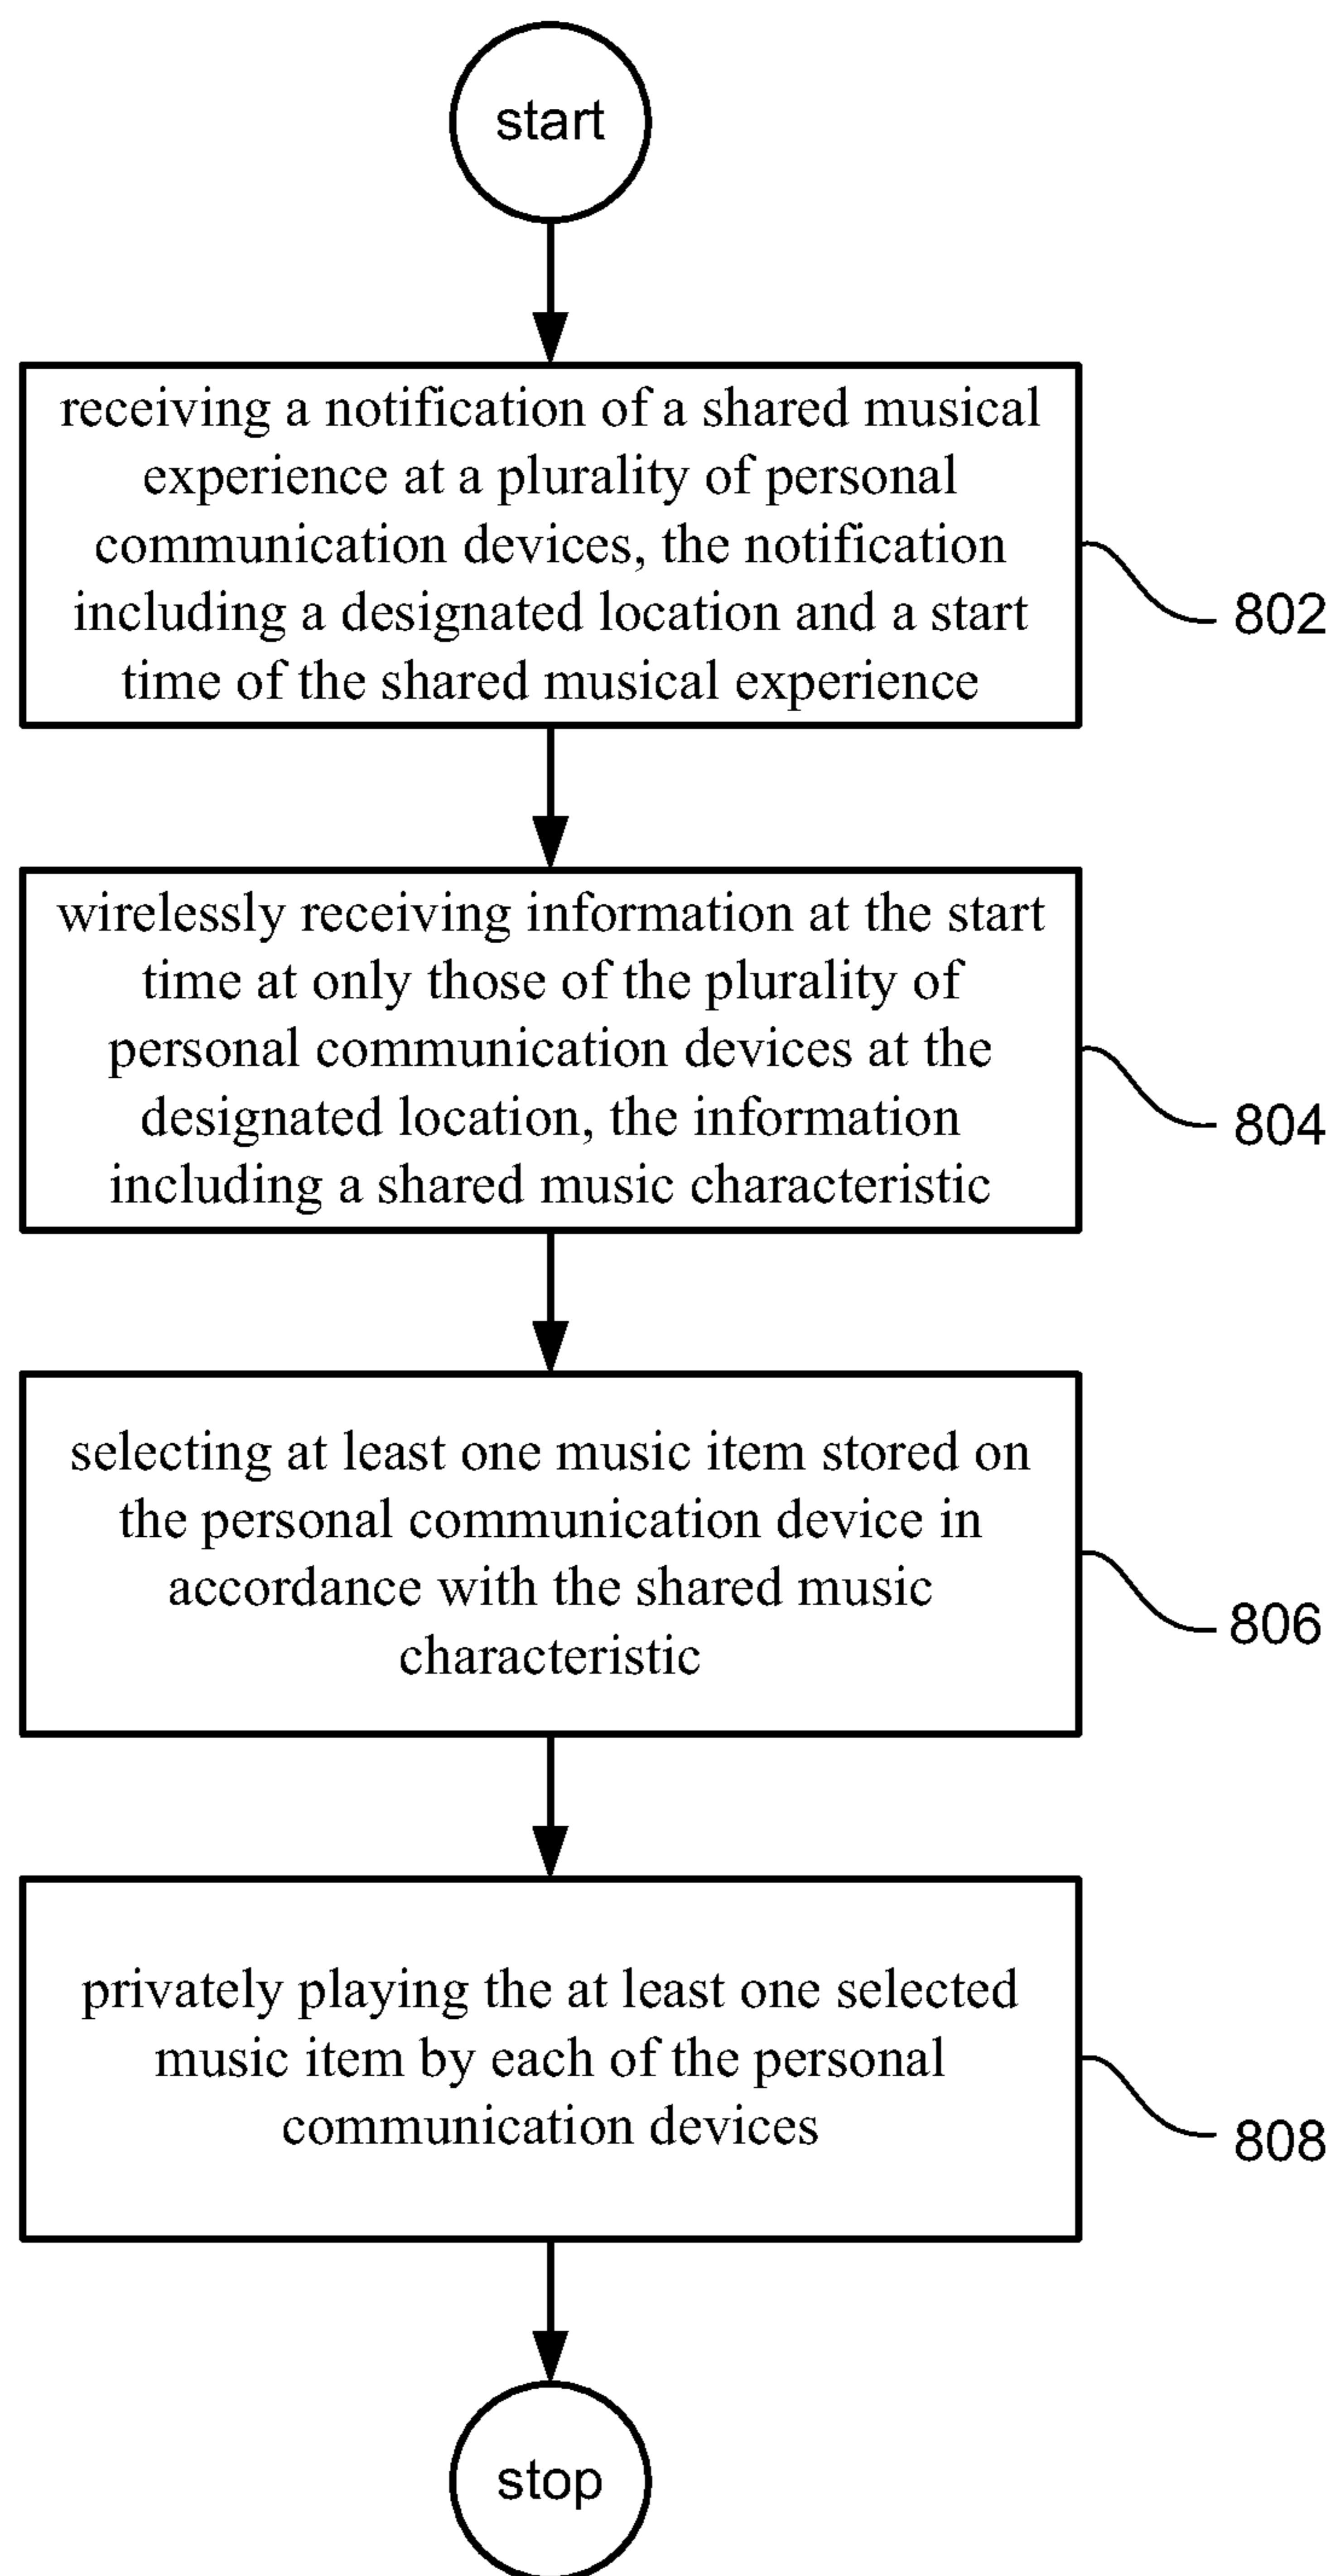 start
receiving a notification of a shared musical
experience at a plurality of personal
communication devices, the notification
including a designated location and a start
time of the shared musical experience
802
wirelessly receiving information at the start
time at only those of the plurality of
personal communication devices at the
designated location, the information
including a shared music characteristic
804
selecting at least one music item stored on
the personal communication device in
accordance with the shared music
characteristic
806
privately playing the at least one selected
music item by each of the personal
communication devices
808
stop